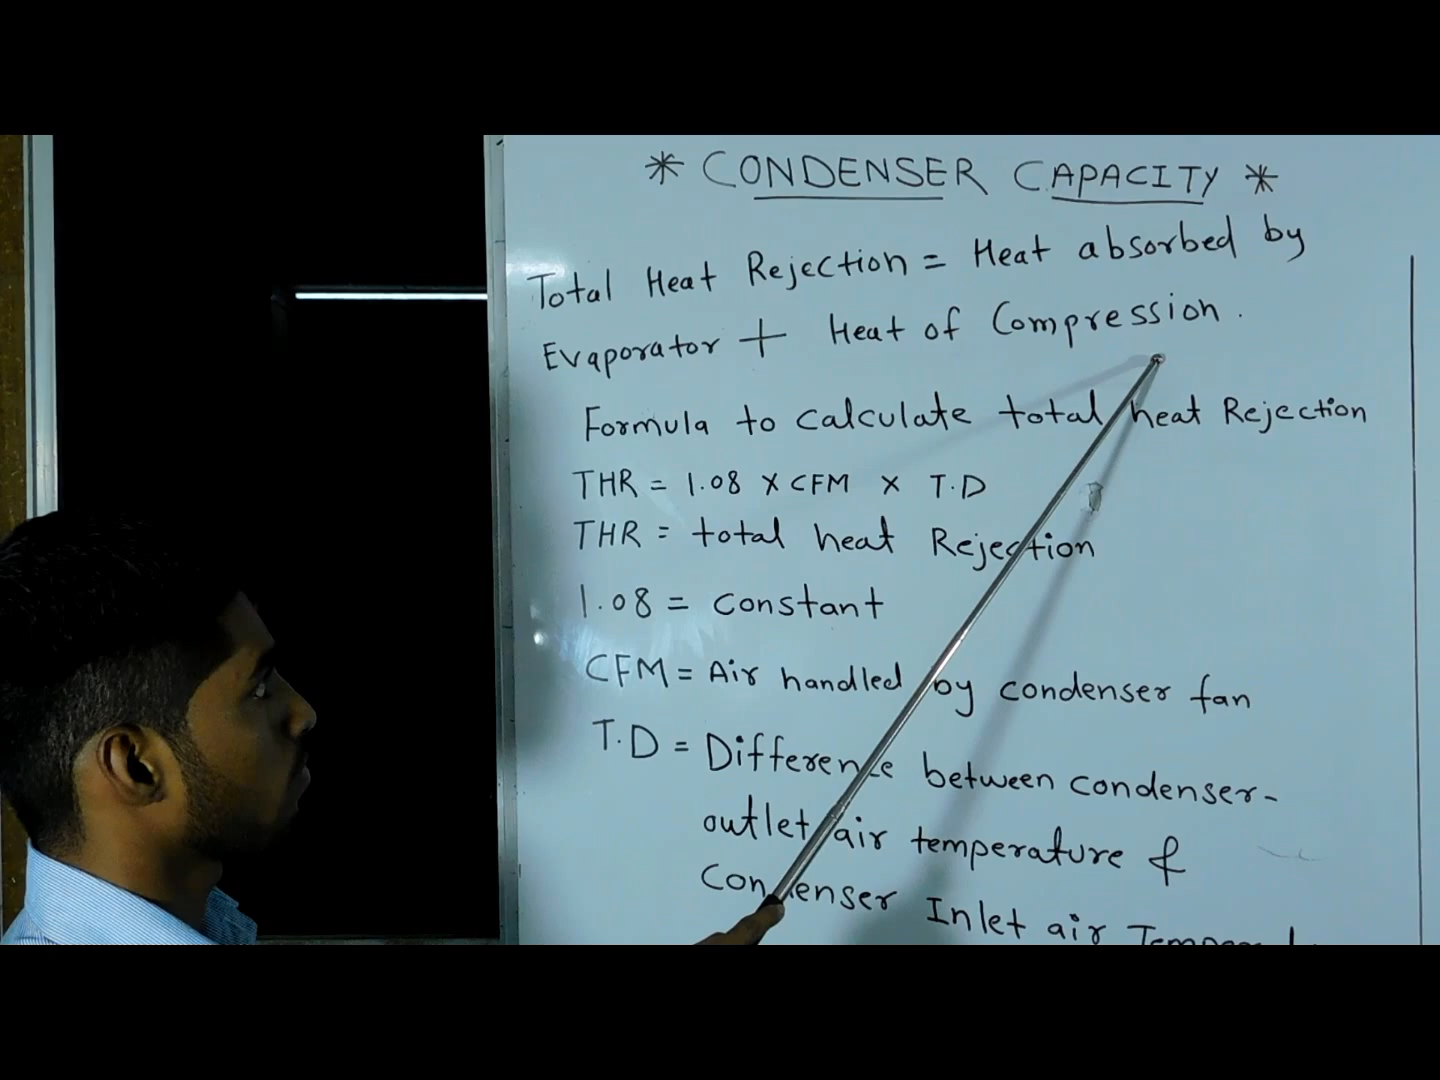 * CONDENSER CAPACITY *
Total Heat Rejection = Heat absorbed by
Evaporator + Heat of Compression.
Formula to calculate total heat Rejection
THR = 1.08 X CFM X T.D
THR = total heat Rejection
1.08 = constant
CFM = Air handled by condenser fan
T.D = Difference between condenser-
outlet air temperature &
Condenser Inlet air